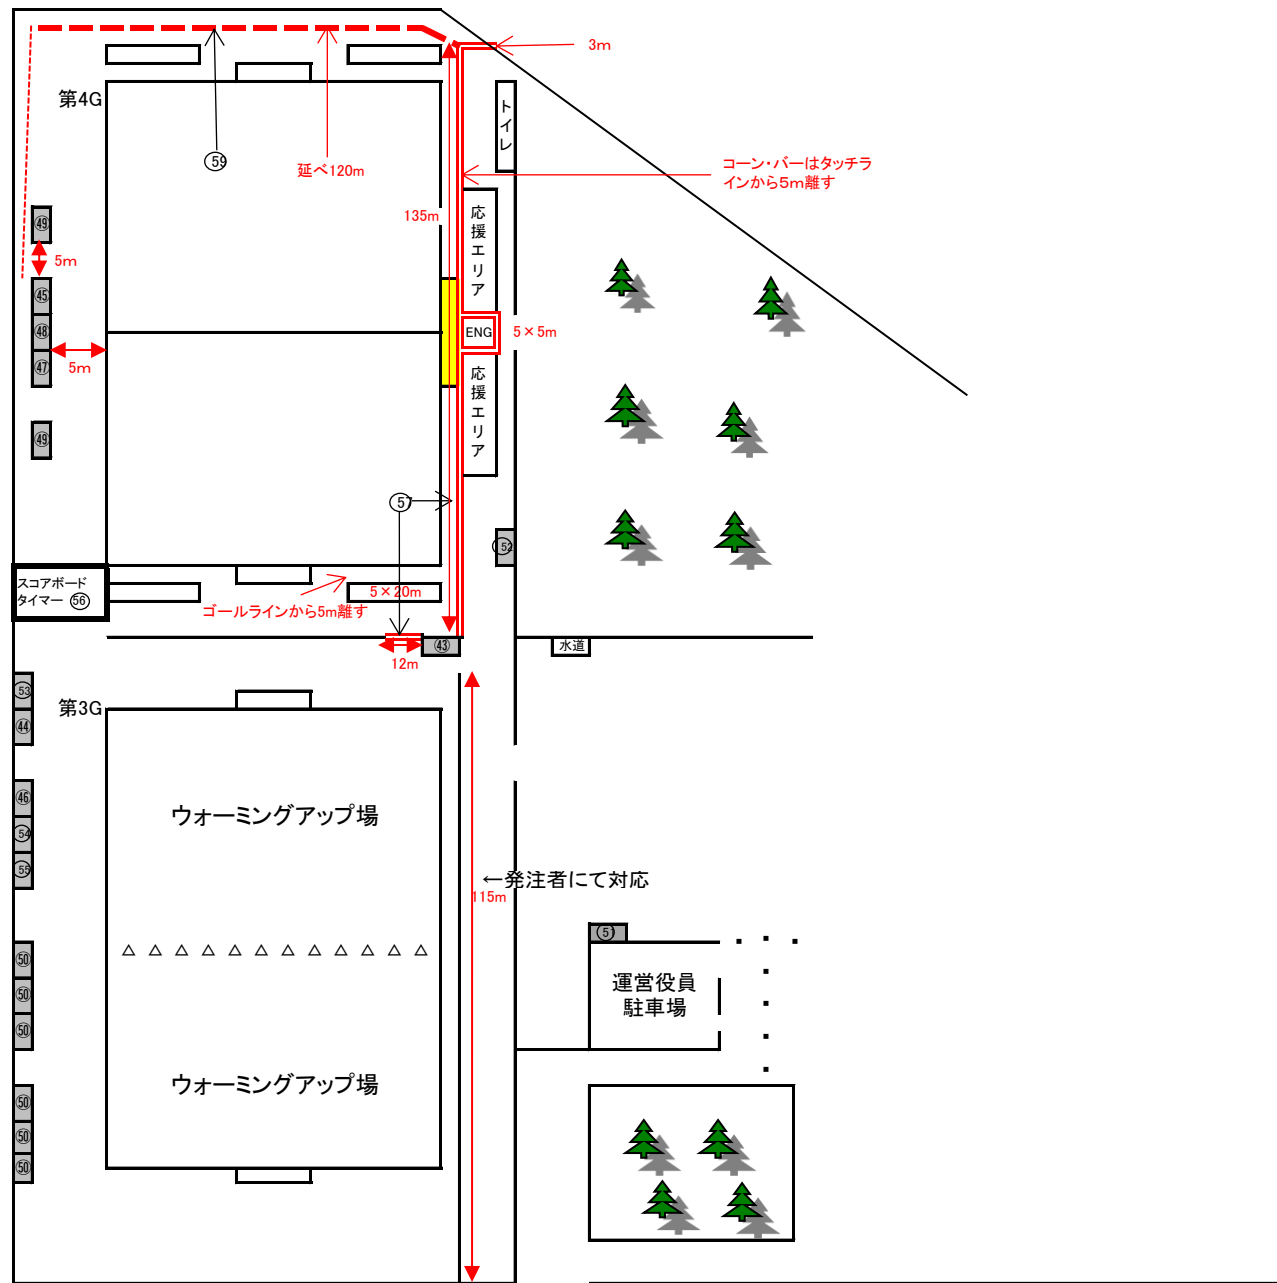 3m
第4G
トイレ
㊾
延べ120m
コーン・バーはタッチラ
インから5m離す
135m
応援エリア
㊾
5m
㊺
㊽
ENG
5×5m
㊼
5m
応援エリア
㊾
57
52
スコアボード
タイマー 56
5×20m
ゴールラインから5m離す
㊸
水道
12m
53
第3G
㊹
㊻
ウォーミングアップ場
54
55
←発注者にて対応
115m
51
㊿
㊿
運営役員
駐車場
㊿
ウォーミングアップ場
㊿
㊿
㊿
59